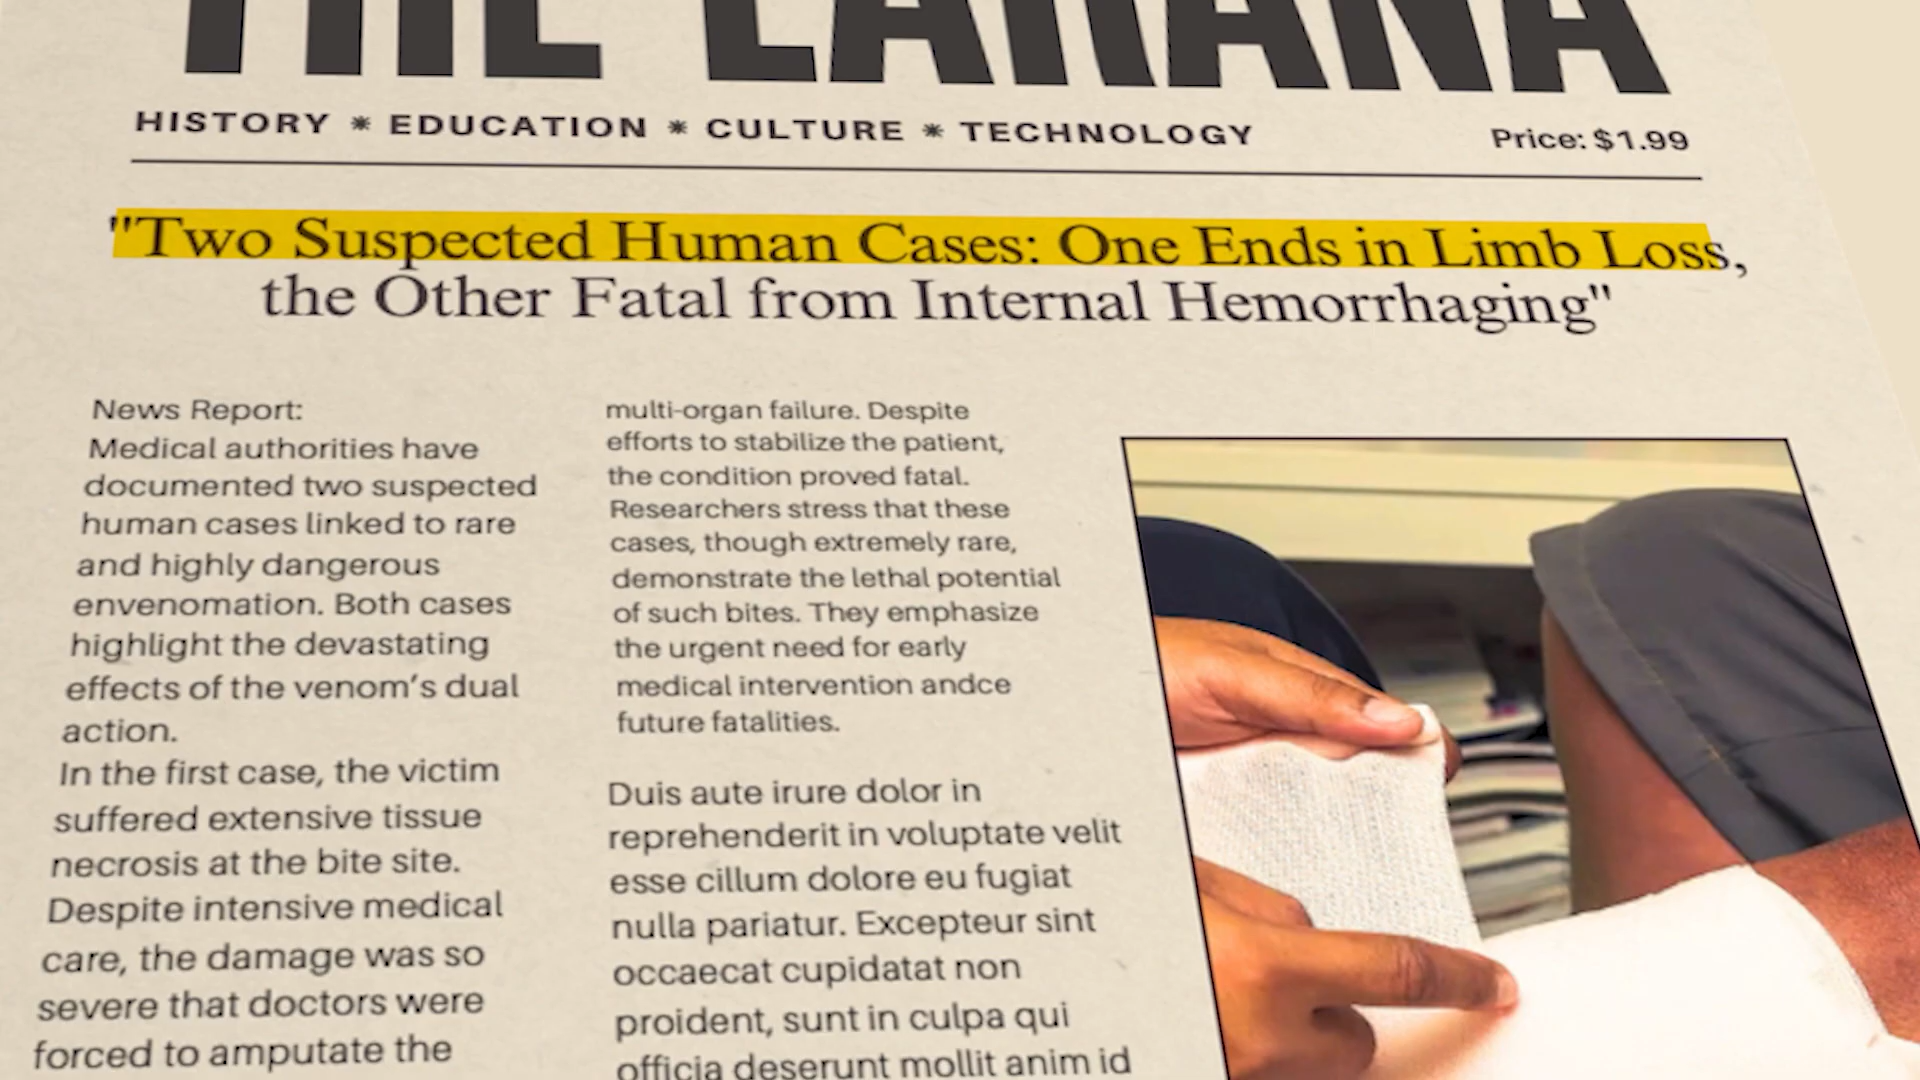 THE LARANA
HISTORY * EDUCATION * CULTURE * TECHNOLOGY
Price: $1.99
"Two Suspected Human Cases: One Ends in Limb Loss,
the Other Fatal from Internal Hemorrhaging"
News Report:
Medical authorities have
documented two suspected
human cases linked to rare
and highly dangerous
envenomation. Both cases
highlight the devastating
effects of the venom’s dual
action.
In the first case, the victim
suffered extensive tissue
necrosis at the bite site.
Despite intensive medical
care, the damage was so
severe that doctors were
forced to amputate the
multi-organ failure. Despite
efforts to stabilize the patient,
the condition proved fatal.
Researchers stress that these
cases, though extremely rare,
demonstrate the lethal potential
of such bites. They emphasize
the urgent need for early
medical intervention andce
future fatalities.
Duis aute irure dolor in
reprehenderit in voluptate velit
esse cillum dolore eu fugiat
nulla pariatur. Excepteur sint
occaecat cupidatat non
proident, sunt in culpa qui
officia deserunt mollit anim id